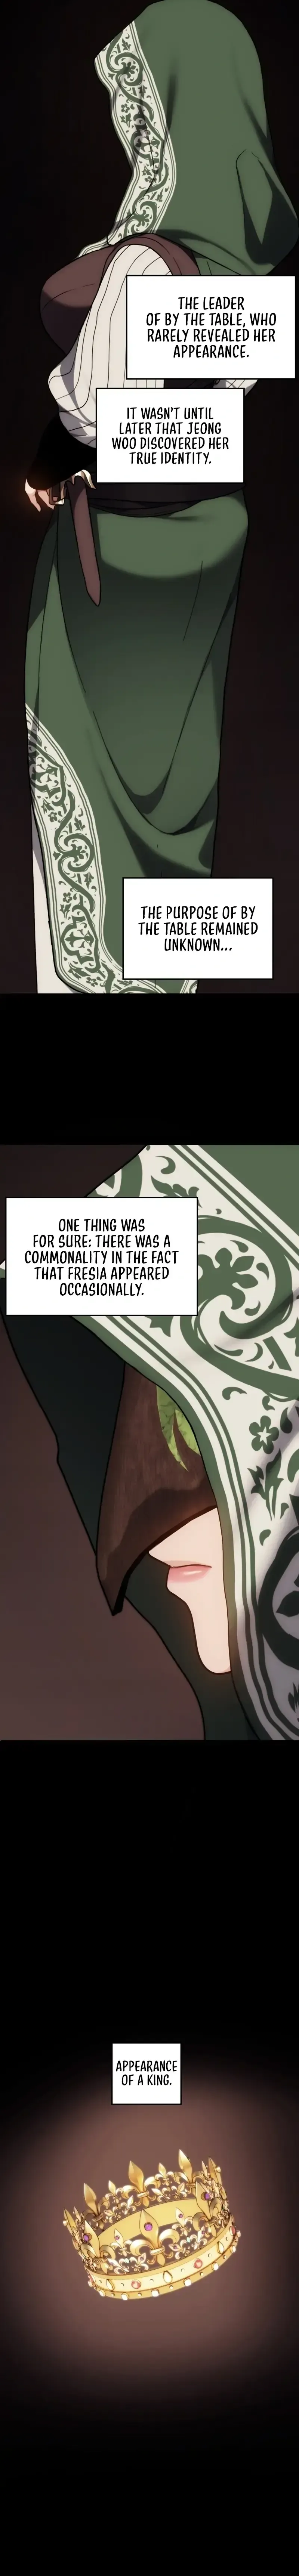 THE LEADER
OF BY THE TABLE, WHO
RARELY REVEALED HER
APPEARANCE.
IT WASN'T UNTIL
LATER THAT JEONG
WOO DISCOVERED HER
TRUE IDENTITY.
THE PURPOSE OF BY
THE TABLE REMAINED
UNKNOWN...
ONE THING WAS
FOR SURE: THERE WAS A
COMMONALITY IN THE FACT
THAT FRESIA APPEARED
OCCASIONALLY.
APPEARANCE
OF A KING.